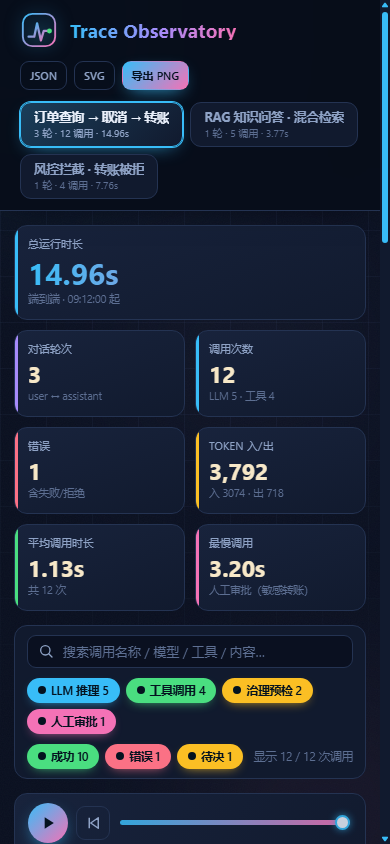 Trace Observatory
JSON
SVG
导出 PNG
订单查询 → 取消 → 转账
3 轮 · 12 调用 · 14.96s
RAG 知识问答 · 混合检索
1 轮 · 5 调用 · 3.77s
风控拦截 · 转账被拒
1 轮 · 4 调用 · 7.76s
总运行时长
14.96s
端到端 · 09:12:00 起
对话轮次
3
user ↔ assistant
调用次数
12
LLM 5 · 工具 4
错误
1
含失败/拒绝
TOKEN 入/出
3,792
入 3074 · 出 718
平均调用时长
1.13s
共 12 次
最慢调用
3.20s
人工审批（敏感转账）
搜索调用名称 / 模型 / 工具 / 内容...
LLM 推理 5
工具调用 4
治理预检 2
人工审批 1
成功 10
错误 1
待决 1
显示 12 / 12 次调用